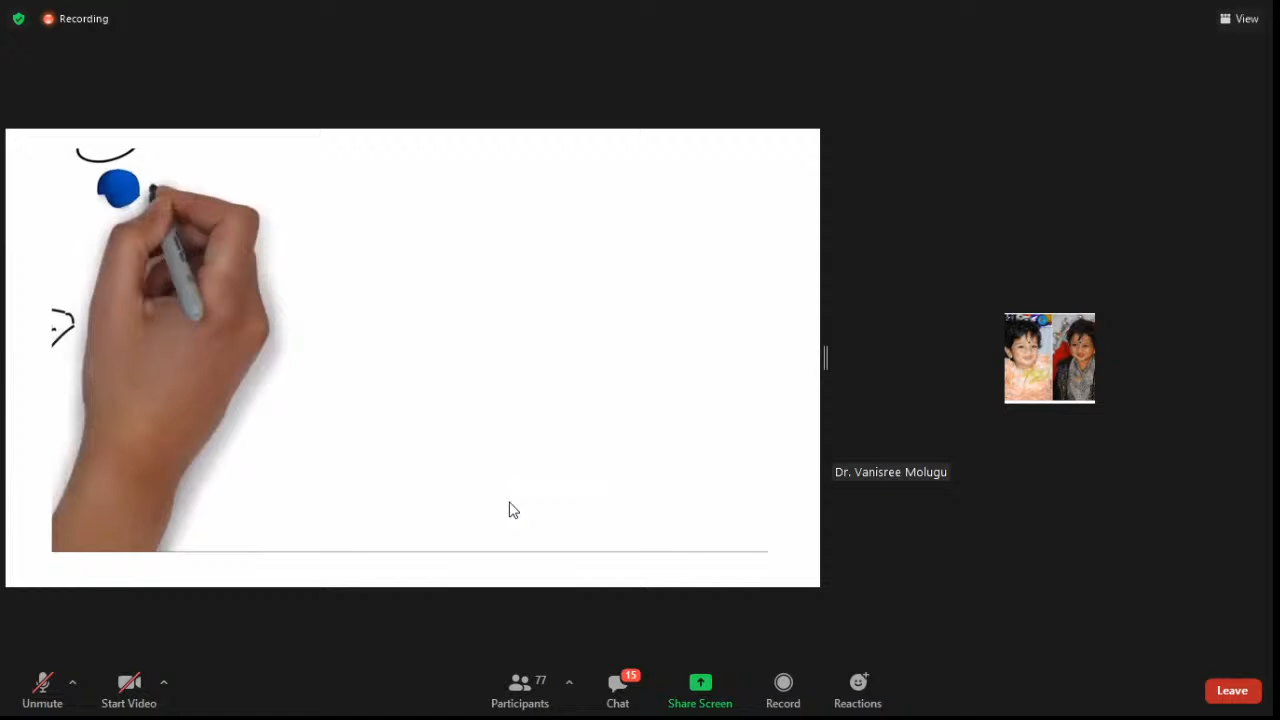 Recording
View
Dr. Vanisree Molugu
77
15
Unmute
Start Video
Participants
Chat
Share Screen
Record
Reactions
Leave